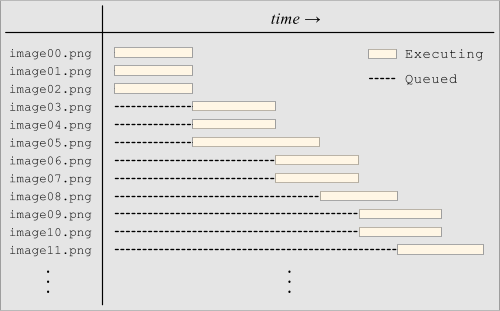 time →
image00.png
image01.png
image02.png
image03.png
image04.png
image05.png
image06.png
image07.png
image08.png
image09.png
image10.png
image11.png
Executing
Queued